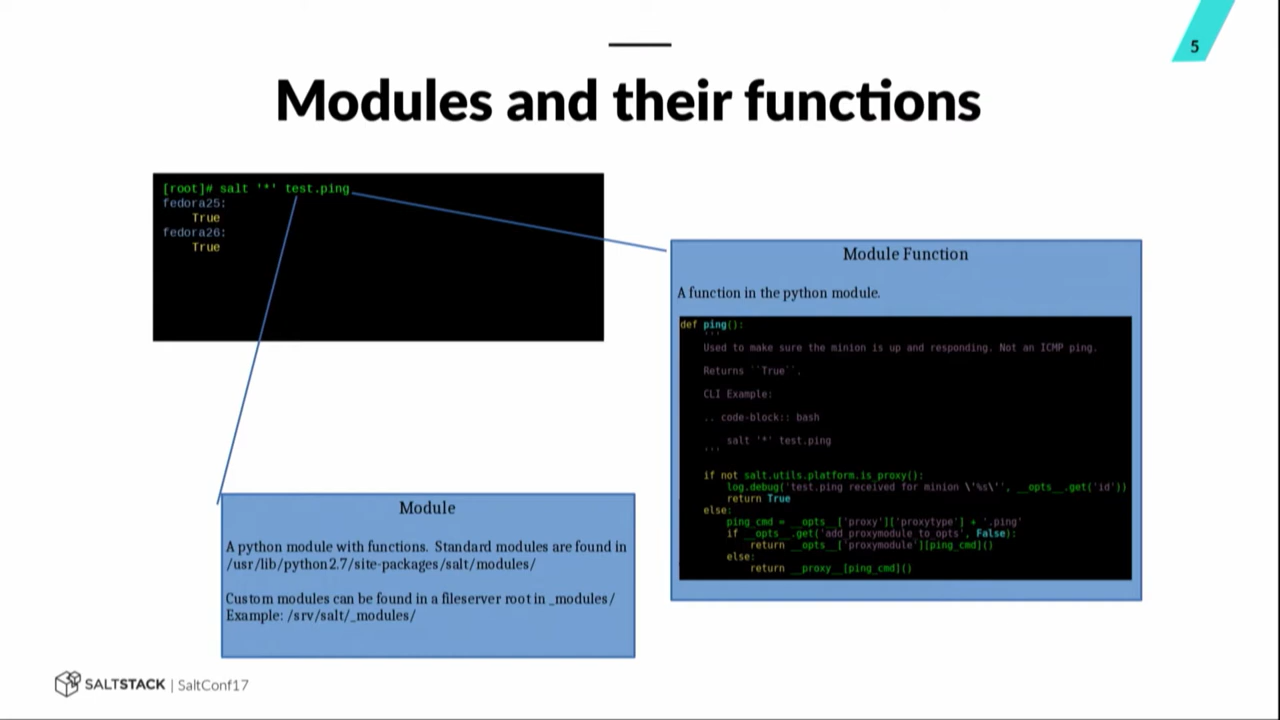 5
Modules and their functions
[root]# salt '*' test.ping
fedora25:
    True
fedora26:
    True
Module Function
A function in the python module.
def ping():
    '''
    Used to make sure the minion is up and responding. Not an ICMP ping.
    Returns ``True``.
    CLI Example:
    .. code-block:: bash
        salt '*' test.ping
    '''
    if not salt.utils.platform.is_proxy():
        log.debug('test.ping received for minion \'%s\'', __opts__.get('id'))
        return True
    else:
        ping_cmd = __opts__['proxy']['proxytype'] + '.ping'
        if __opts__.get('add_proxymodule_to_opts', False):
            return __opts__['proxymodule'][ping_cmd]()
        else:
            return __proxy__[ping_cmd]()
Module
A python module with functions. Standard modules are found in
/usr/lib/python2.7/site-packages/salt/modules/
Custom modules can be found in a fileserver root in _modules/
Example: /srv/salt/_modules/
SALTSTACK | SaltConf17